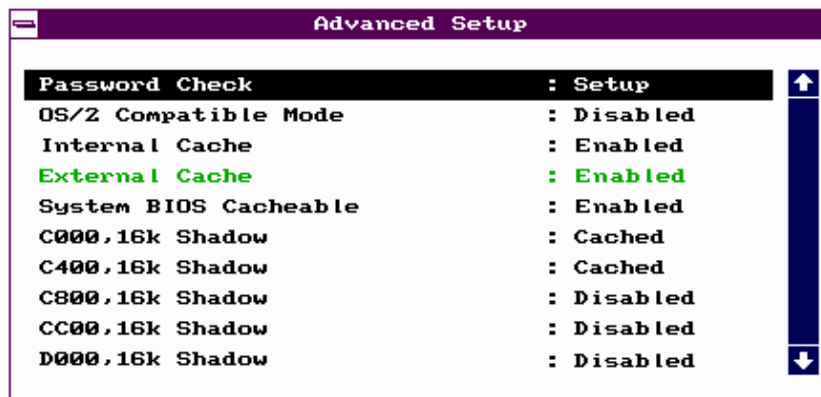 Advanced Setup
Password Check : Setup
OS/2 Compatible Mode : Disabled
Internal Cache : Enabled
External Cache : Enabled
System BIOS Cacheable : Enabled
C000,16k Shadow : Cached
C400,16k Shadow : Cached
C800,16k Shadow : Disabled
CC00,16k Shadow : Disabled
D000,16k Shadow : Disabled